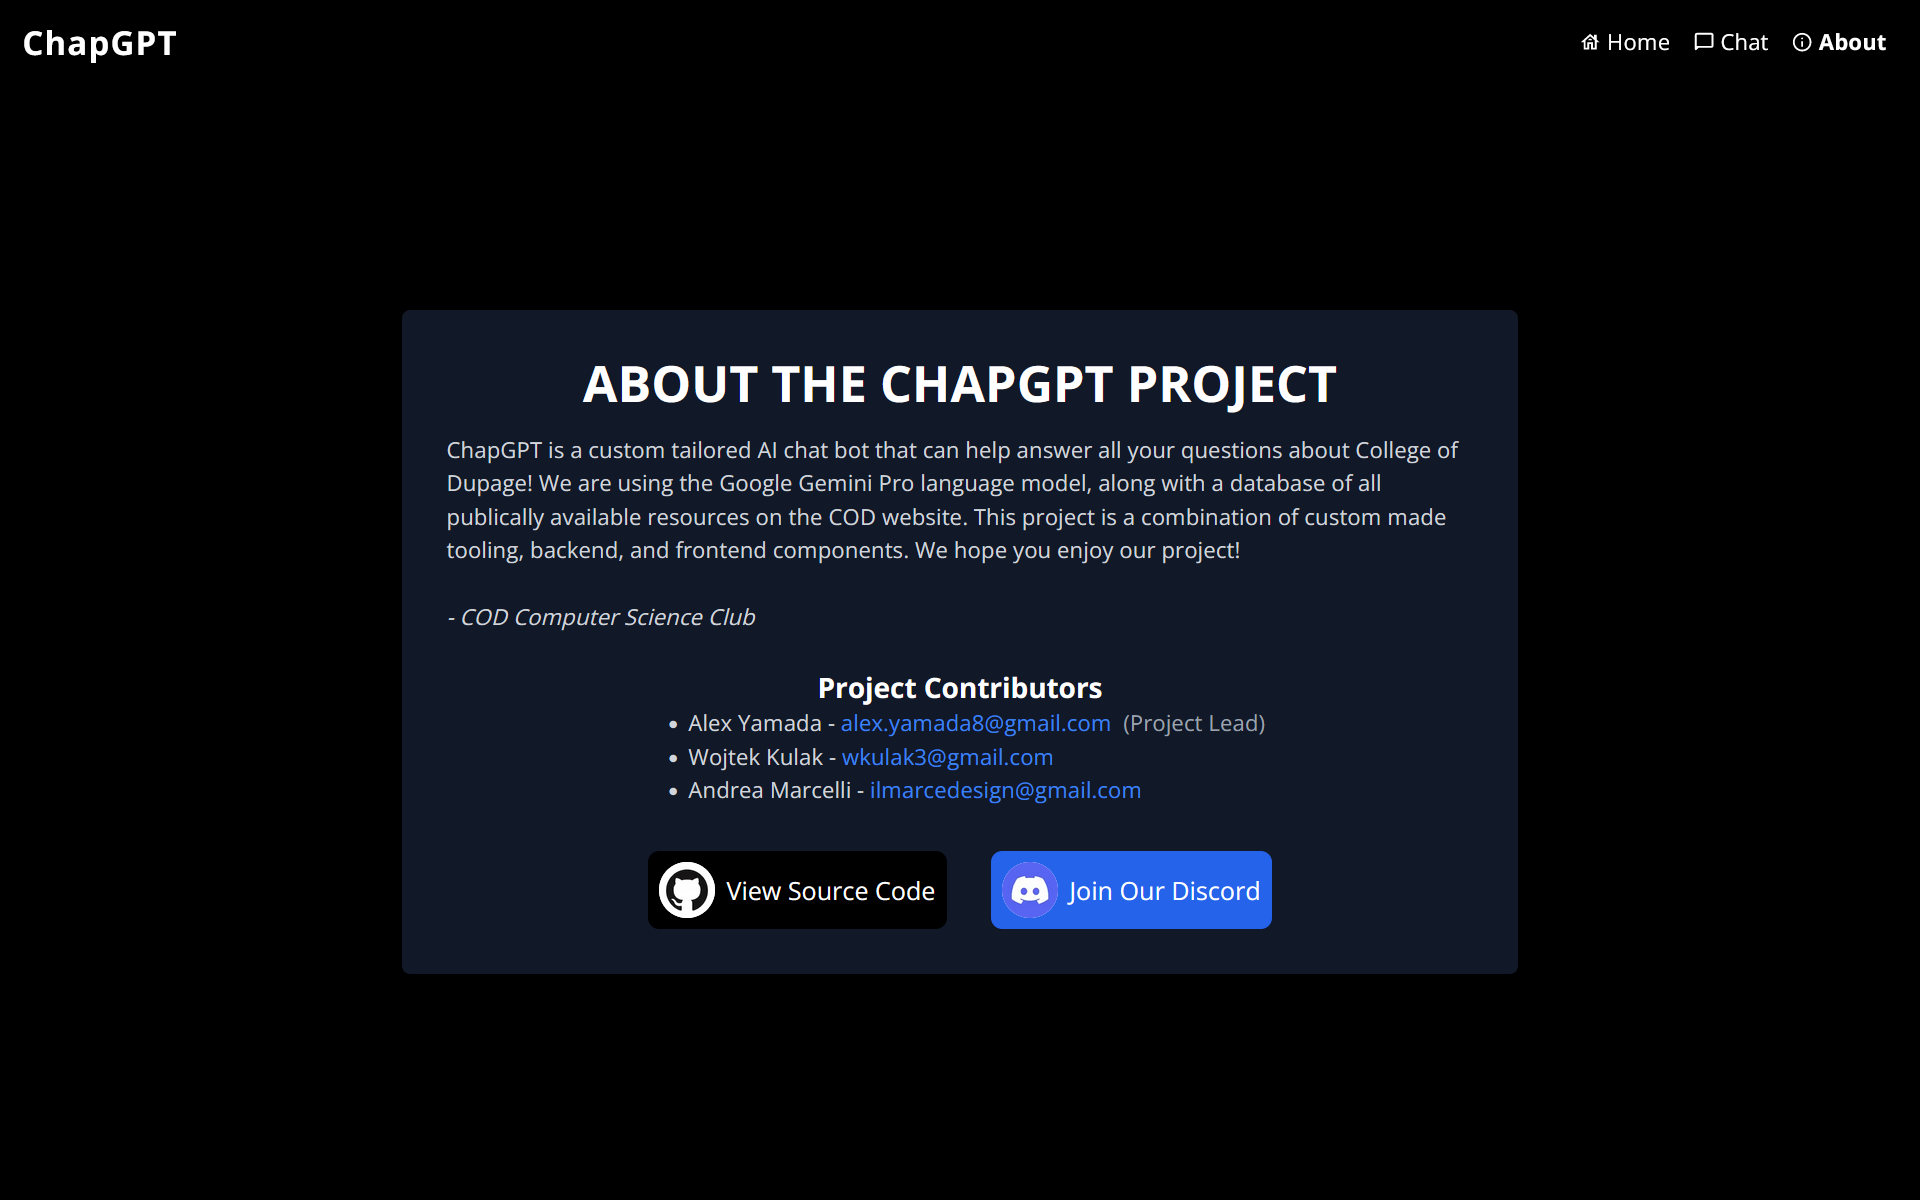 ChapGPT
Home
Chat
About
ABOUT THE CHAPGPT PROJECT
ChapGPT is a custom tailored AI chat bot that can help answer all your questions about College of
Dupage! We are using the Google Gemini Pro language model, along with a database of all
publically available resources on the COD website. This project is a combination of custom made
tooling, backend, and frontend components. We hope you enjoy our project!
- COD Computer Science Club
Project Contributors
• Alex Yamada - alex.yamada8@gmail.com (Project Lead)
• Wojtek Kulak - wkulak3@gmail.com
• Andrea Marcelli - ilmarcedesign@gmail.com
View Source Code
Join Our Discord